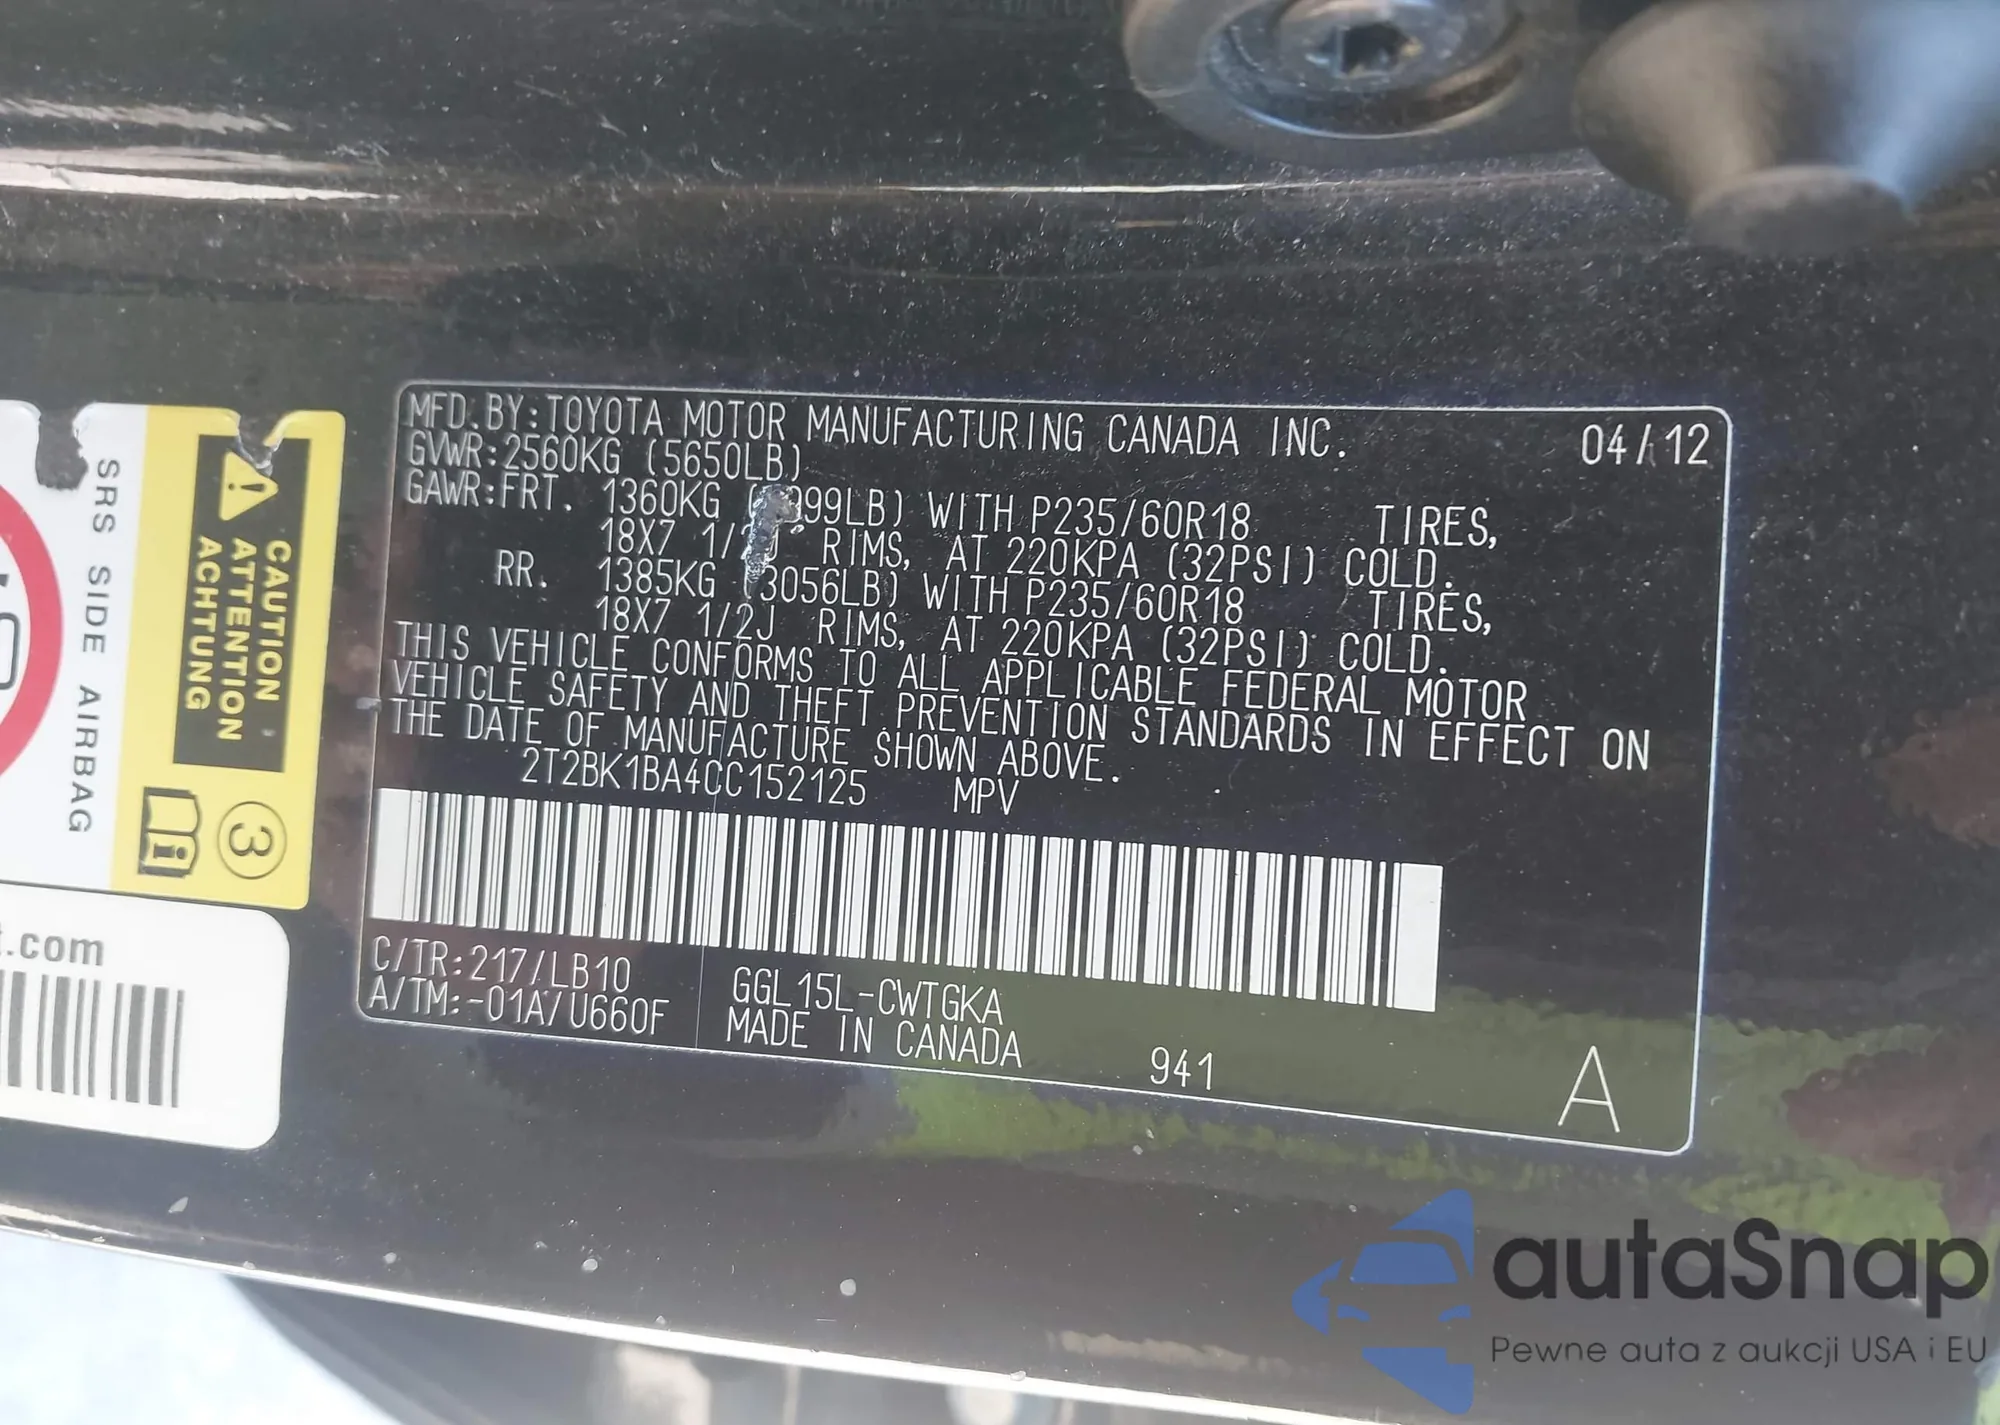 MFD.BY:TOYOTA MOTOR MANUFACTURING CANADA INC. 04/12
GVWR:2560KG (5650LB)
GAWR:FRT. 1360KG 99LB) WITH P235/60R18 TIRES,
18X7 1/2J RIMS, AT 220KPA (32PSI) COLD.
RR. 1385KG (3056LB) WITH P235/60R18 TIRES,
18X7 1/2J RIMS, AT 220KPA (32PSI) COLD.
THIS VEHICLE CONFORMS TO ALL APPLICABLE FEDERAL MOTOR
VEHICLE SAFETY AND THEFT PREVENTION STANDARDS IN EFFECT ON
THE DATE OF MANUFACTURE SHOWN ABOVE.
2T2BK1BA4CC152125 MPV
C/TR:217/LB10 GGL15L-CWTGKA
A/TM:-01A/U660F MADE IN CANADA 941 A
CAUTION
ATTENTION
ACHTUNG
SRS SIDE AIRBAG
3
t.com
autaSnap
Pewne auta z aukcji USA i EU